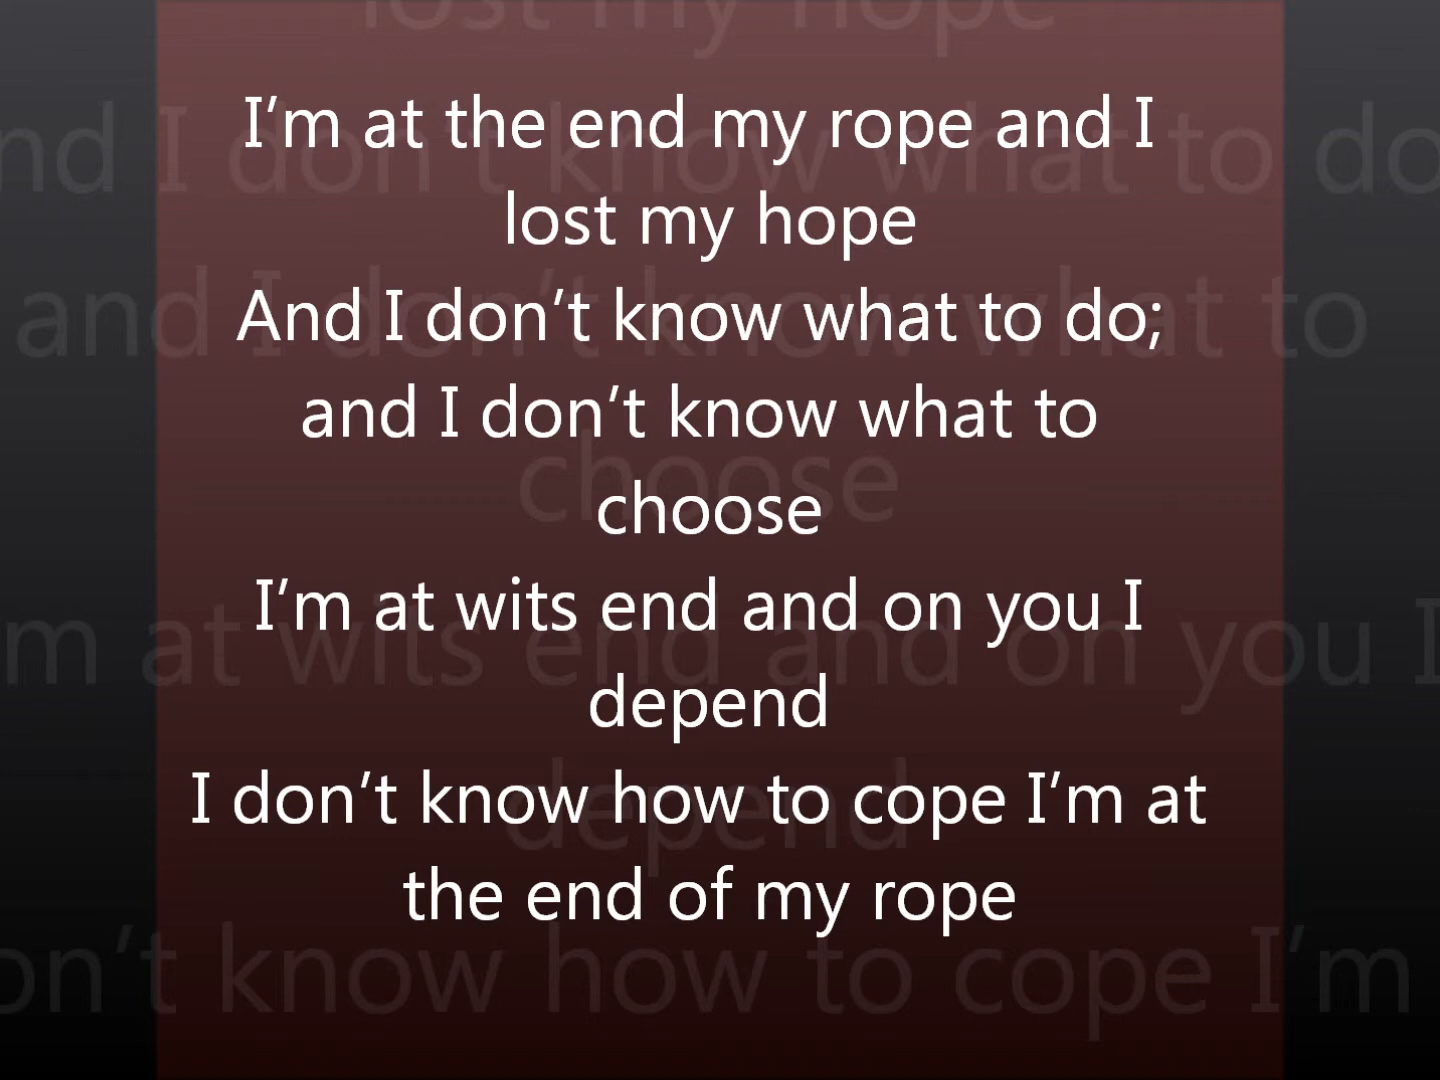 I’m at the end my rope and I
lost my hope
And I don’t know what to do;
and I don’t know what to
choose
I’m at wits end and on you I
depend
I don’t know how to cope I’m at
the end of my rope